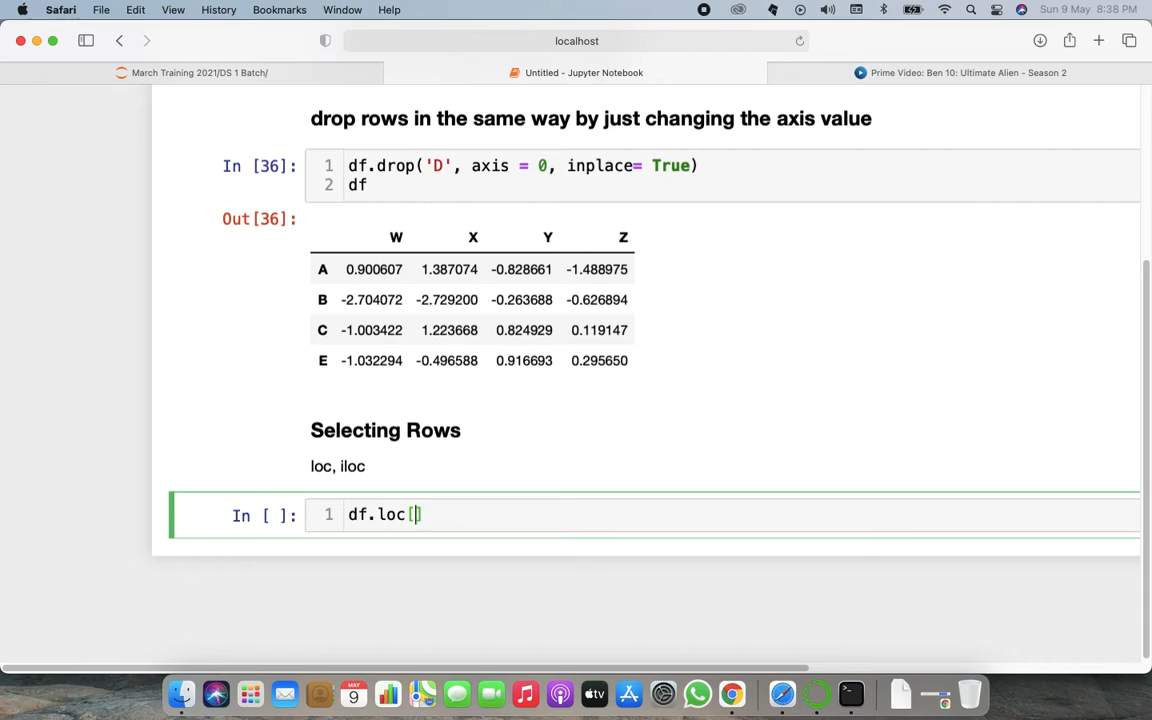 Safari File Edit View History Bookmarks Window Help Sun 9 May 8:38 PM
localhost
March Training 2021/DS 1 Batch/ Untitled - Jupyter Notebook Prime Video: Ben 10: Ultimate Alien - Season 2
drop rows in the same way by just changing the axis value
In [36]: 1 df.drop('D', axis = 0, inplace= True)
2 df
Out[36]:
W X Y Z
A 0.900607 1.387074 -0.828661 -1.488975
B -2.704072 -2.729200 -0.263688 -0.626894
C -1.003422 1.223668 0.824929 0.119147
E -1.032294 -0.496588 0.916693 0.295650
Selecting Rows
loc, iloc
In [ ]: 1 df.loc[]
MAY
9
tv